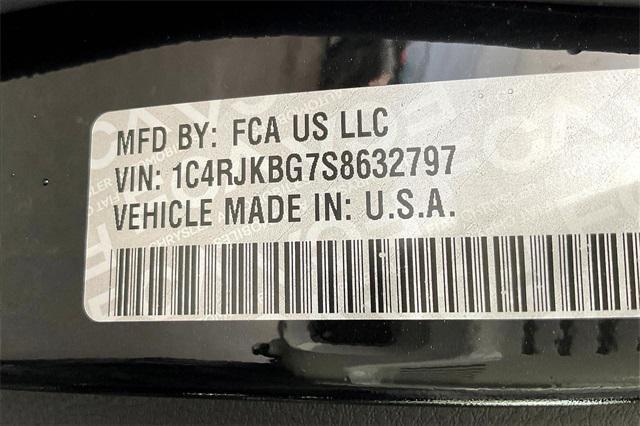 MFD BY: FCA US LLC
VIN: 1C4RJKBG7S8632797
VEHICLE MADE IN: U.S.A.